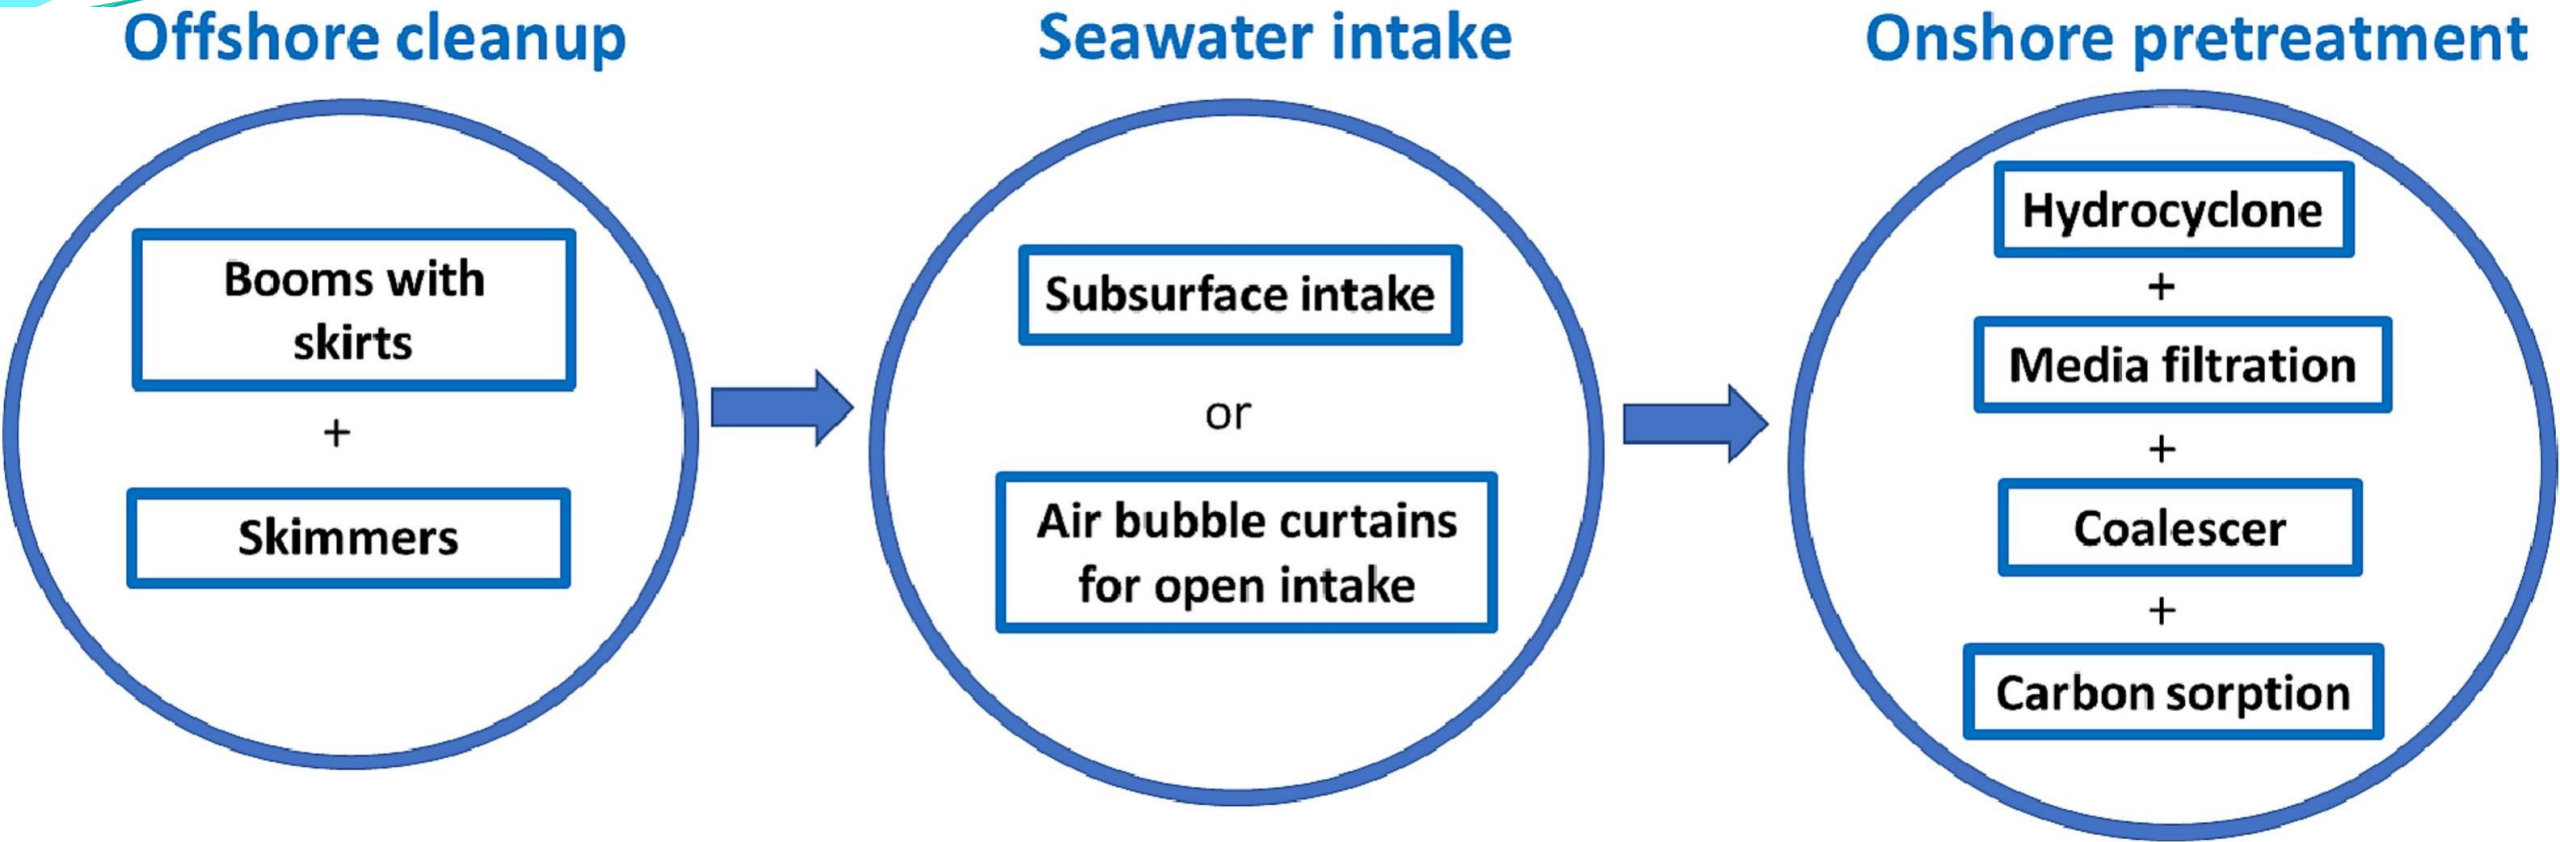 Offshore cleanup
Booms with
skirts
+
Skimmers
Seawater intake
Subsurface intake
or
Air bubble curtains
for open intake
Onshore pretreatment
Hydrocyclone
+
Media filtration
+
Coalescer
+
Carbon sorption